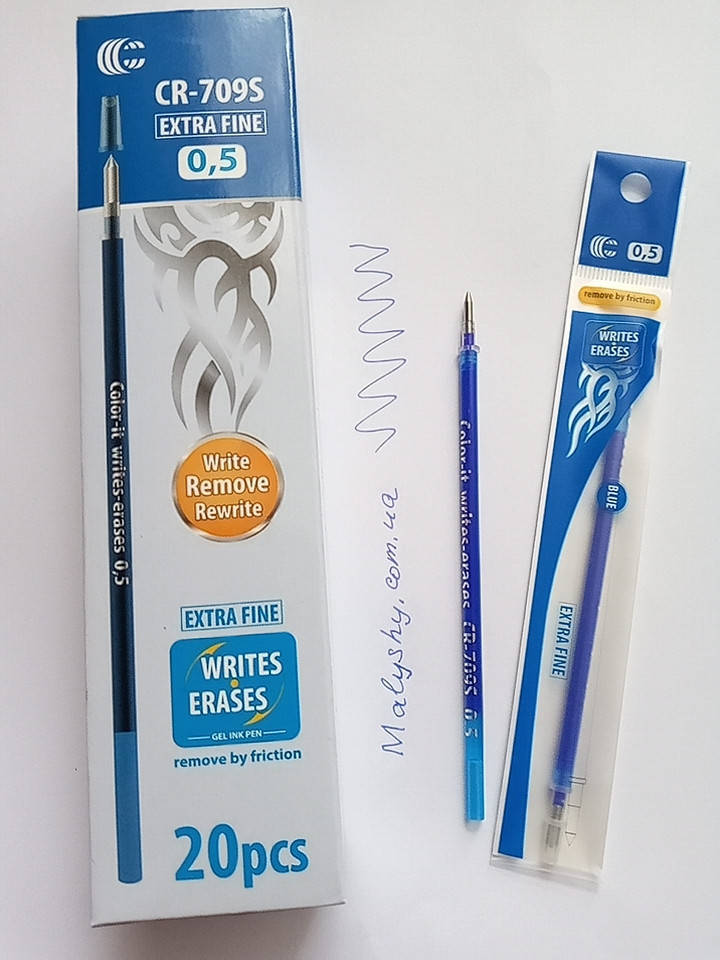 CR-709S
EXTRA FINE
0,5
Color-it writes-erases 0,5
Write
Remove
Rewrite
EXTRA FINE
WRITES
ERASES
GEL INK PEN
remove by friction
20pcs
Malyshy.com.ua
Color-it writes-erases CR-709S 0,5
0,5
remove by friction
WRITES
ERASES
BLUE
EXTRA FINE